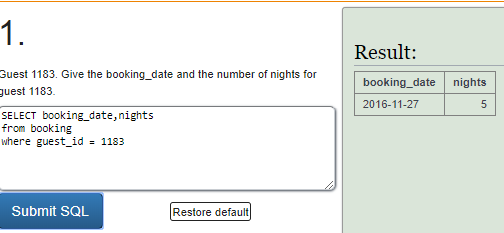 1.
Guest 1183. Give the booking_date and the number of nights for
guest 1183.
SELECT booking_date,nights
from booking
where guest_id = 1183
Submit SQL
Restore default
Result:
booking_date nights
2016-11-27 5